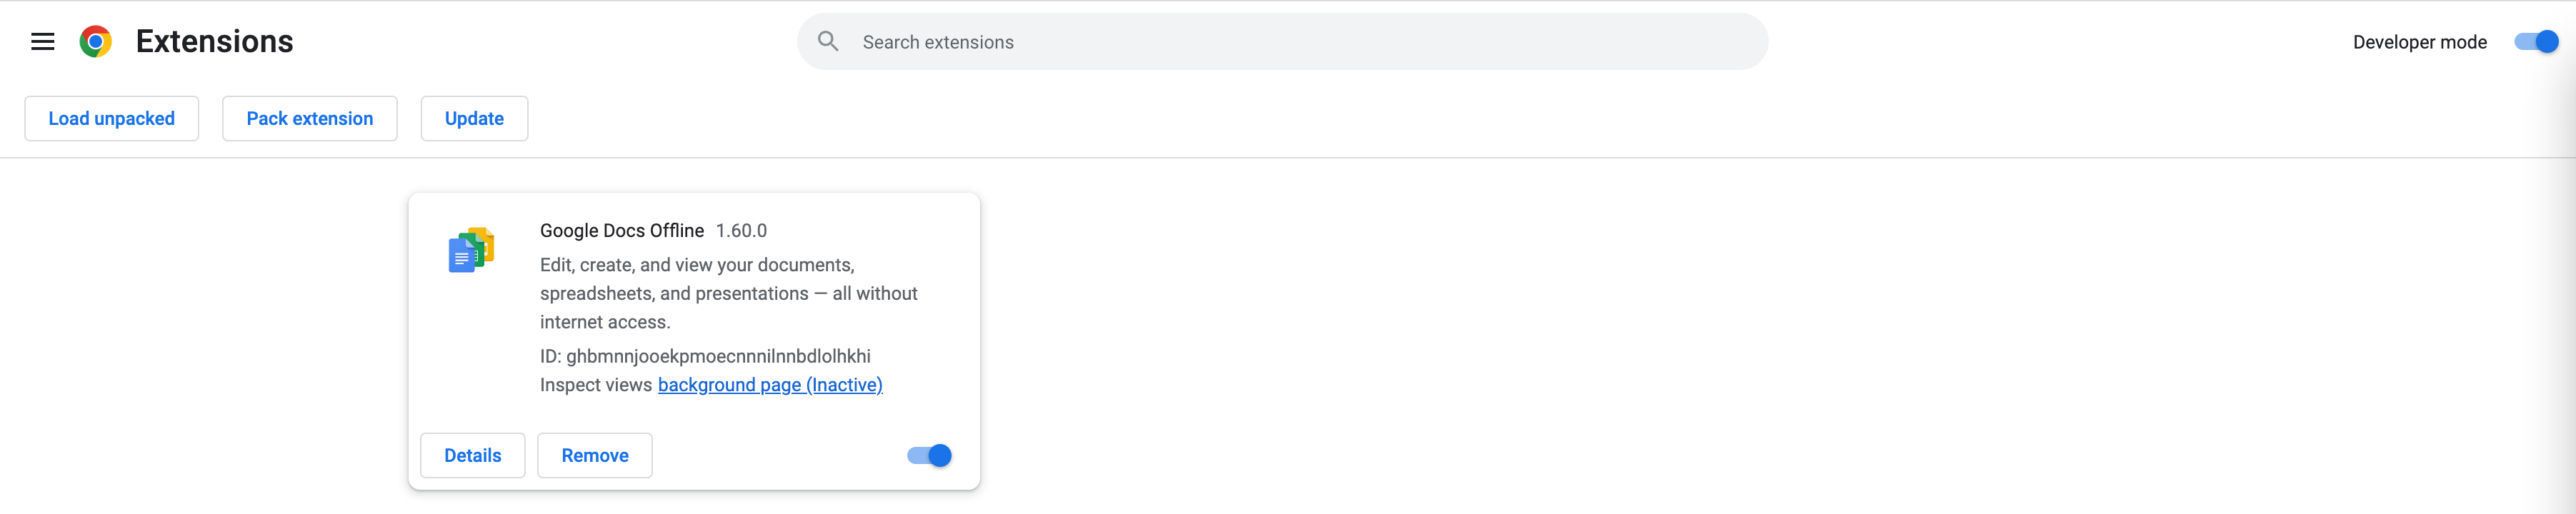 Extensions
Search extensions
Developer mode
Load unpacked
Pack extension
Update
Google Docs Offline 1.60.0
Edit, create, and view your documents,
spreadsheets, and presentations — all without
internet access.
ID: ghbmnnjooekpmoecnnnilnnbdlolhkhi
Inspect views background page (Inactive)
Details
Remove